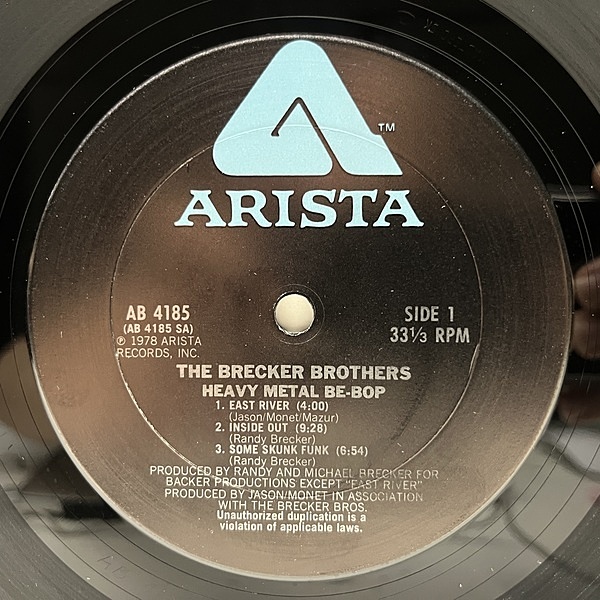 TM
ARISTA
AB 4185
(AB 4185 SA)
℗ 1978 ARISTA
RECORDS, INC.
SIDE 1
33⅓ RPM
THE BRECKER BROTHERS
HEAVY METAL BE-BOP
1. EAST RIVER (4:00)
(Jason/Monet/Mazur)
2. INSIDE OUT (9:28)
(Randy Brecker)
3. SOME SKUNK FUNK (6:54)
(Randy Brecker)
PRODUCED BY RANDY AND MICHAEL BRECKER FOR
BACKER PRODUCTIONS EXCEPT "EAST RIVER"
PRODUCED BY JASON/MONET IN ASSOCIATION
WITH THE BRECKER BROS.
Unauthorized duplication is a
violation of applicable laws.